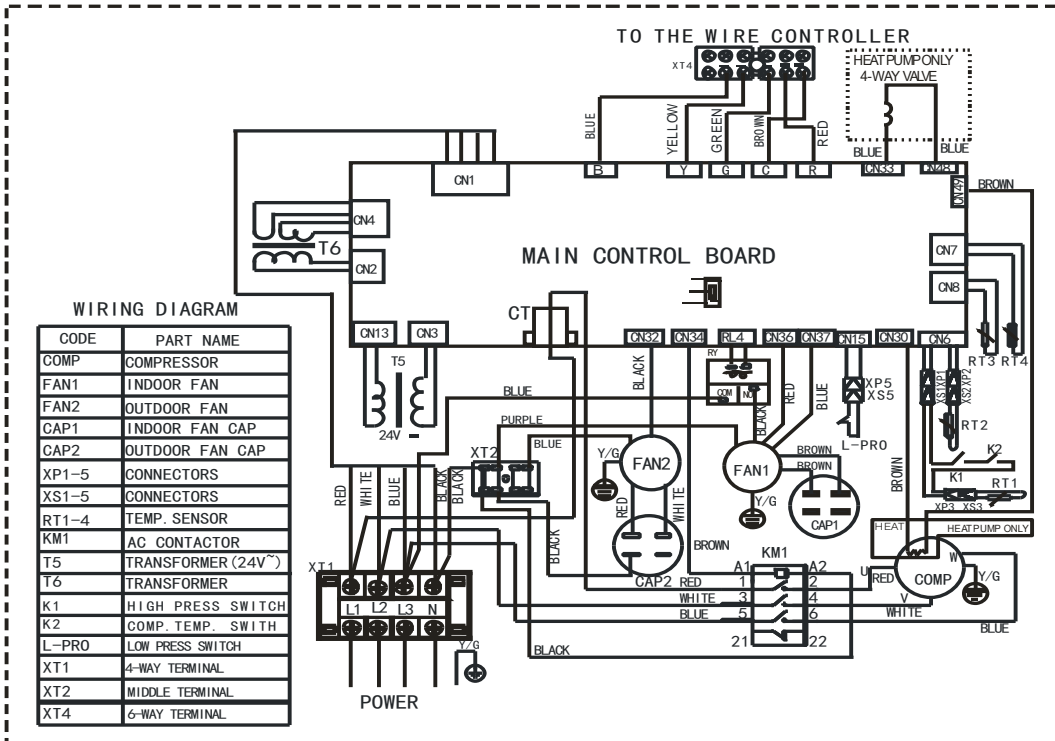 TO THE WIRE CONTROLLER
XT4
HEAT PUMP ONLY
4-WAY VALVE
BLUE
YELLOW
GREEN
BROWN
RED
BLUE
BLUE
B
Y
G
C
R
CN33
CN48
CN49
BROWN
CN1
CN4
T6
CN2
MAIN CONTROL BOARD
CN7
CN8
CT
CN13
CN3
CN32
CN34
RL4
CN36
CN37
CN15
CN30
CN6
RT3
RT4
T5
24V
BLUE
BLACK
RY
COM
NO
BLACK
RED
BLUE
XP5
XS5
L-PRO
XS1
XP1
XS2
XP2
RT2
K2
K1
RT1
XP3
XS3
PURPLE
XT2
BLUE
Y/G
FAN2
FAN1
BROWN
BROWN
CAP1
Y/G
RED
WHITE
CAP2
BROWN
BROWN
HEAT
HEAT PUMP ONLY
RED
WHITE
BLUE
BLACK
BLACK
BLACK
XT1
L1
L2
L3
N
Y/G
POWER
BLACK
KM1
A1
A2
RED
1
2
WHITE
3
4
BLUE
5
6
21
22
U
RED
COMP
W
V
WHITE
Y/G
BLUE
WIRING DIAGRAM
CODE PART NAME
COMP COMPRESSOR
FAN1 INDOOR FAN
FAN2 OUTDOOR FAN
CAP1 INDOOR FAN CAP
CAP2 OUTDOOR FAN CAP
XP1-5 CONNECTORS
XS1-5 CONNECTORS
RT1-4 TEMP. SENSOR
KM1 AC CONTACTOR
T5 TRANSFORMER(24V~)
T6 TRANSFORMER
K1 HIGH PRESS SWITCH
K2 COMP. TEMP. SWITH
L-PRO LOW PRESS SWITCH
XT1 4-WAY TERMINAL
XT2 MIDDLE TERMINAL
XT4 6-WAY TERMINAL